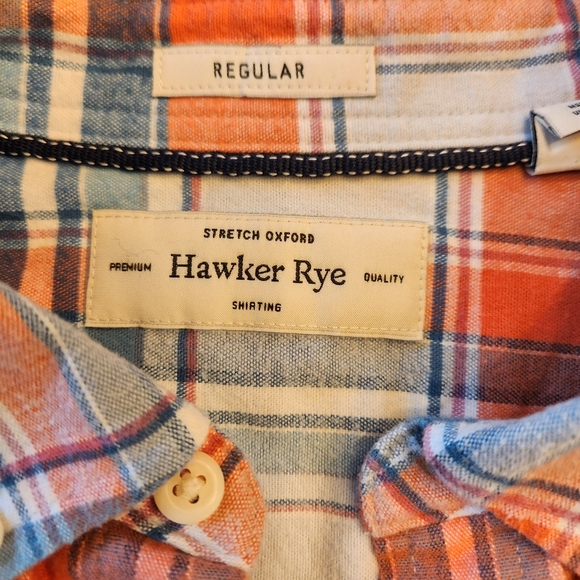 REGULAR
STRETCH OXFORD
PREMIUM Hawker Rye QUALITY
SHIRTING